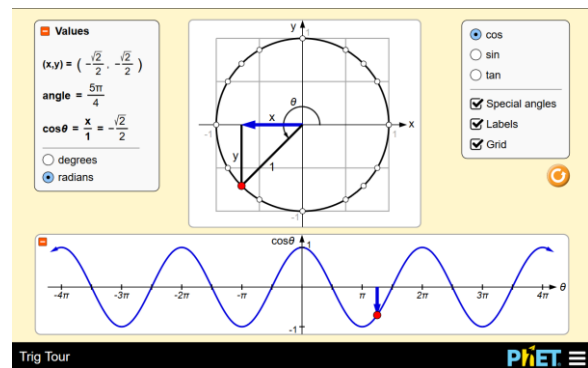 Values
(x,y) = ( -√2/2 , -√2/2 )
angle = 5π/4
cosθ = x/1 = -√2/2
degrees
radians
y
1
θ
x
-1
1
x
y
1
-1
cos
sin
tan
Special angles
Labels
Grid
cosθ
1
-4π -3π -2π -π π 2π 3π 4π θ
-1
Trig Tour
PhET